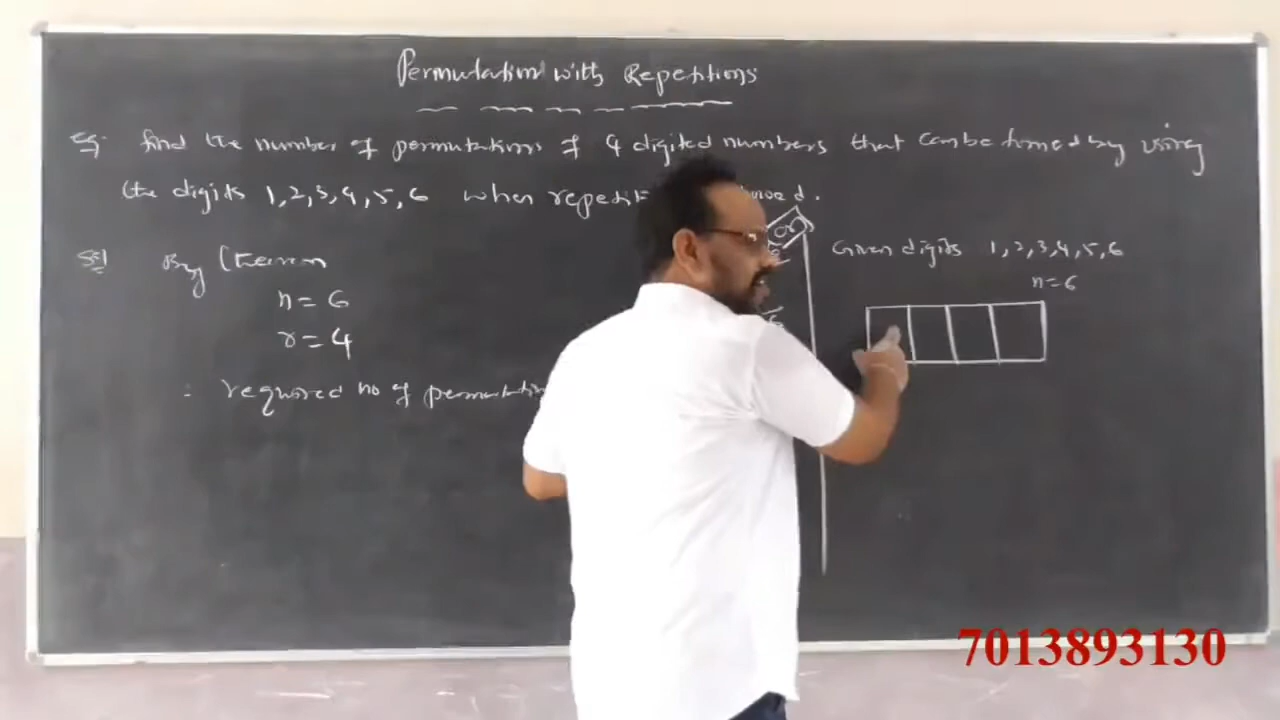 Permutation with Repetitions
eg find the number of permutations of 4 digited numbers that can be formed by using
the digits 1,2,3,4,5,6 when
Sol By Theorem
n=6
r=4
: required no of permutation
(or)
Given digits 1,2,3,4,5,6
n=6
7013893130